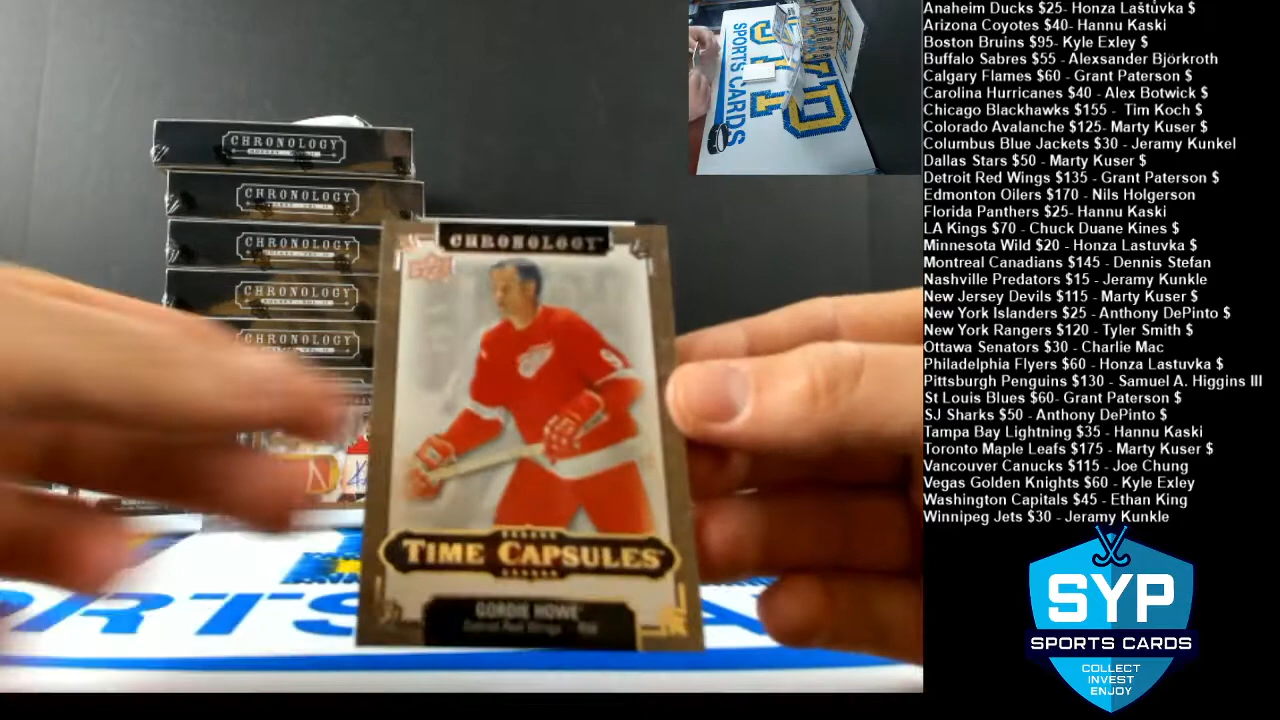 CHRONOLOGY
CHRONOLOGY
CHRONOLOGY
CHRONOLOGY
CHRONOLOGY
CHRONOLOGY
TIME CAPSULES
GORDIE HOWE
Detroit Red Wings
SYP
SPORTS CARDS
Anaheim Ducks $25- Honza Laštuvka $
Arizona Coyotes $40- Hannu Kaski
Boston Bruins $95- Kyle Exley $
Buffalo Sabres $55 - Alexsander Björkroth
Calgary Flames $60 - Grant Paterson $
Carolina Hurricanes $40 - Alex Botwick $
Chicago Blackhawks $155 - Tim Koch $
Colorado Avalanche $125- Marty Kuser $
Columbus Blue Jackets $30 - Jeramy Kunkel
Dallas Stars $50 - Marty Kuser $
Detroit Red Wings $135 - Grant Paterson $
Edmonton Oilers $170 - Nils Holgerson
Florida Panthers $25- Hannu Kaski
LA Kings $70 - Chuck Duane Kines $
Minnesota Wild $20 - Honza Lastuvka $
Montreal Canadians $145 - Dennis Stefan
Nashville Predators $15 - Jeramy Kunkle
New Jersey Devils $115 - Marty Kuser $
New York Islanders $25 - Anthony DePinto $
New York Rangers $120 - Tyler Smith $
Ottawa Senators $30 - Charlie Mac
Philadelphia Flyers $60 - Honza Lastuvka $
Pittsburgh Penguins $130 - Samuel A. Higgins III
St Louis Blues $60- Grant Paterson $
SJ Sharks $50 - Anthony DePinto $
Tampa Bay Lightning $35 - Hannu Kaski
Toronto Maple Leafs $175 - Marty Kuser $
Vancouver Canucks $115 - Joe Chung
Vegas Golden Knights $60 - Kyle Exley
Washington Capitals $45 - Ethan King
Winnipeg Jets $30 - Jeramy Kunkle
SYP
SPORTS CARDS
COLLECT
INVEST
ENJOY